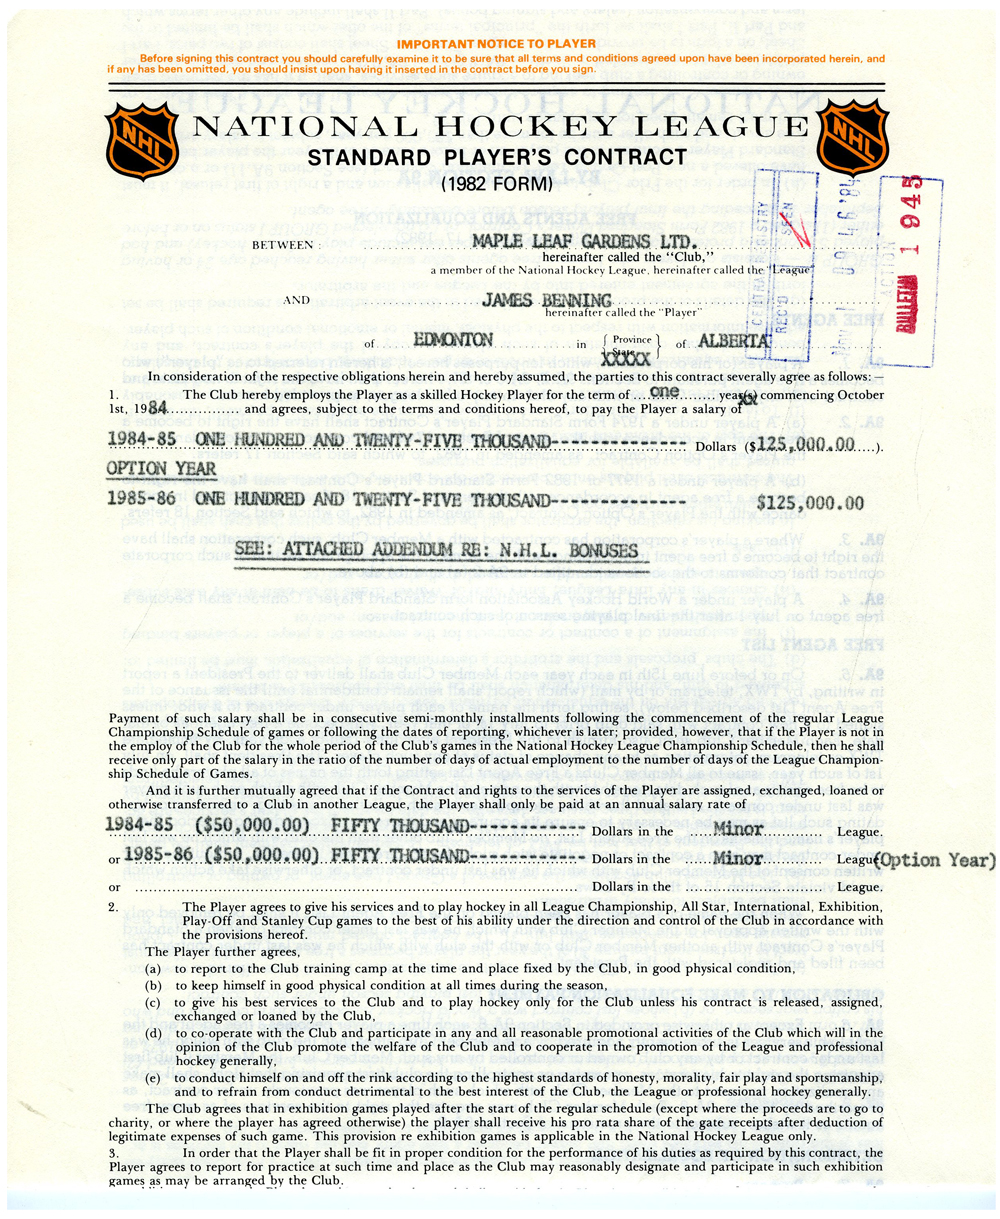 IMPORTANT NOTICE TO PLAYER
Before signing this contract you should carefully examine it to be sure that all terms and conditions agreed upon have been incorporated herein, and
if any has been omitted, you should insist upon having it inserted in the contract before you sign.
NHL NATIONAL HOCKEY LEAGUE NHL
STANDARD PLAYER'S CONTRACT
(1982 FORM)
BETWEEN: MAPLE LEAF GARDENS LTD.
hereinafter called the "Club,"
a member of the National Hockey League, hereinafter called the "League"
AND JAMES BENNING
hereinafter called the "Player"
of EDMONTON in { Province } of ALBERTA
XXXXX
CENTRAL REGISTRY
REC'D
SEEN
ACTION
BULLETIN 1945
In consideration of the respective obligations herein and hereby assumed, the parties to this contract severally agree as follows:
1. The Club hereby employs the Player as a skilled Hockey Player for the term of one year(s) commencing October
1st, 1984 and agrees, subject to the terms and conditions hereof, to pay the Player a salary of
1984-85 ONE HUNDRED AND TWENTY-FIVE THOUSAND------------- Dollars ($125,000.00).
OPTION YEAR
1985-86 ONE HUNDRED AND TWENTY-FIVE THOUSAND------------- $125,000.00
SEE: ATTACHED ADDENDUM RE: N.H.L. BONUSES
Payment of such salary shall be in consecutive semi-monthly installments following the commencement of the regular League
Championship Schedule of games or following the dates of reporting, whichever is later; provided, however, that if the Player is not in
the employ of the Club for the whole period of the Club's games in the National Hockey League Championship Schedule, then he shall
receive only part of the salary in the ratio of the number of days of actual employment to the number of days of the League Champion-
ship Schedule of Games.
And it is further mutually agreed that if the Contract and rights to the services of the Player are assigned, exchanged, loaned or
otherwise transferred to a Club in another League, the Player shall only be paid at an annual salary rate of
1984-85 ($50,000.00) FIFTY THOUSAND----------- Dollars in the Minor League.
or 1985-86 ($50,000.00) FIFTY THOUSAND----------- Dollars in the Minor League (Option Year)
or Dollars in the League.
2. The Player agrees to give his services and to play hockey in all League Championship, All Star, International, Exhibition,
Play-Off and Stanley Cup games to the best of his ability under the direction and control of the Club in accordance with
the provisions hereof.
The Player further agrees,
(a) to report to the Club training camp at the time and place fixed by the Club, in good physical condition,
(b) to keep himself in good physical condition at all times during the season,
(c) to give his best services to the Club and to play hockey only for the Club unless his contract is released, assigned,
exchanged or loaned by the Club,
(d) to co-operate with the Club and participate in any and all reasonable promotional activities of the Club which will in the
opinion of the Club promote the welfare of the Club and to cooperate in the promotion of the League and professional
hockey generally,
(e) to conduct himself on and off the rink according to the highest standards of honesty, morality, fair play and sportsmanship,
and to refrain from conduct detrimental to the best interest of the Club, the League or professional hockey generally.
The Club agrees that in exhibition games played after the start of the regular schedule (except where the proceeds are to go to
charity, or where the player has agreed otherwise) the player shall receive his pro rata share of the gate receipts after deduction of
legitimate expenses of such game. This provision re exhibition games is applicable in the National Hockey League only.
3. In order that the Player shall be fit in proper condition for the performance of his duties as required by this contract, the
Player agrees to report for practice at such time and place as the Club may reasonably designate and participate in such exhibition
games as may be arranged by the Club.